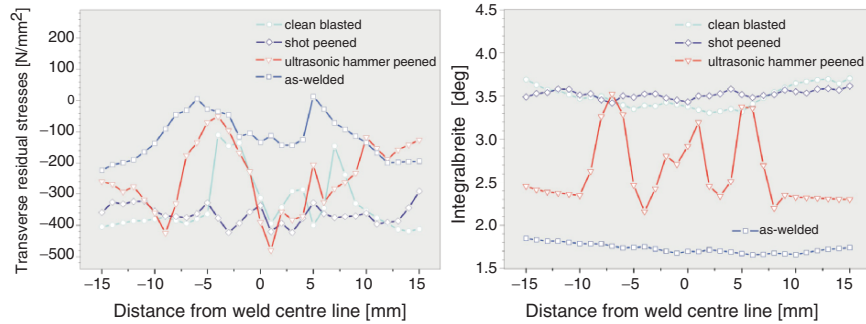 Transverse residual stresses [N/mm²]
200
100
0
−100
−200
−300
−400
−500
clean blasted
shot peened
ultrasonic hammer peened
as-welded
−15
−10
−5
0
5
10
15
Distance from weld centre line [mm]
Integralbreite [deg]
4.5
4.0
3.5
3.0
2.5
2.0
1.5
clean blasted
shot peened
ultrasonic hammer peened
as-welded
−15
−10
−5
0
5
10
15
Distance from weld centre line [mm]